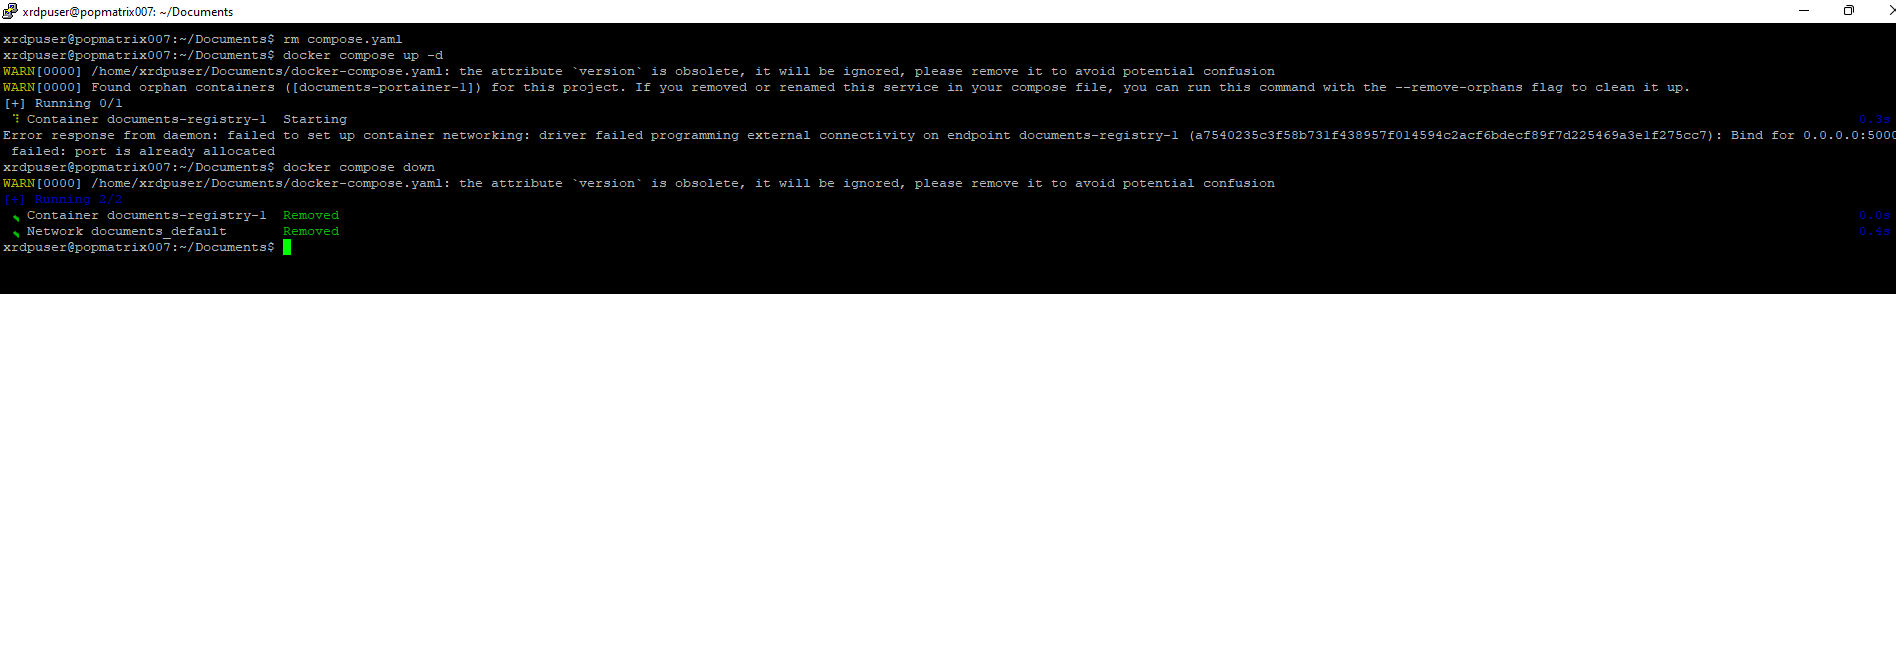 xrdpuser@popmatrix007: ~/Documents
xrdpuser@popmatrix007:~/Documents$ rm compose.yaml
xrdpuser@popmatrix007:~/Documents$ docker compose up -d
WARN[0000] /home/xrdpuser/Documents/docker-compose.yaml: the attribute `version` is obsolete, it will be ignored, please remove it to avoid potential confusion
WARN[0000] Found orphan containers ([documents-portainer-1]) for this project. If you removed or renamed this service in your compose file, you can run this command with the --remove-orphans flag to clean it up.
[+] Running 0/1
Container documents-registry-1  Starting 0.3s
Error response from daemon: failed to set up container networking: driver failed programming external connectivity on endpoint documents-registry-1 (a7540235c3f58b731f438957f014594c2acf6bdecf89f7d225469a3e1f275cc7): Bind for 0.0.0.0:5000
failed: port is already allocated
xrdpuser@popmatrix007:~/Documents$ docker compose down
WARN[0000] /home/xrdpuser/Documents/docker-compose.yaml: the attribute `version` is obsolete, it will be ignored, please remove it to avoid potential confusion
[+] Running 2/2
Container documents-registry-1  Removed 0.0s
Network documents_default  Removed 0.4s
xrdpuser@popmatrix007:~/Documents$